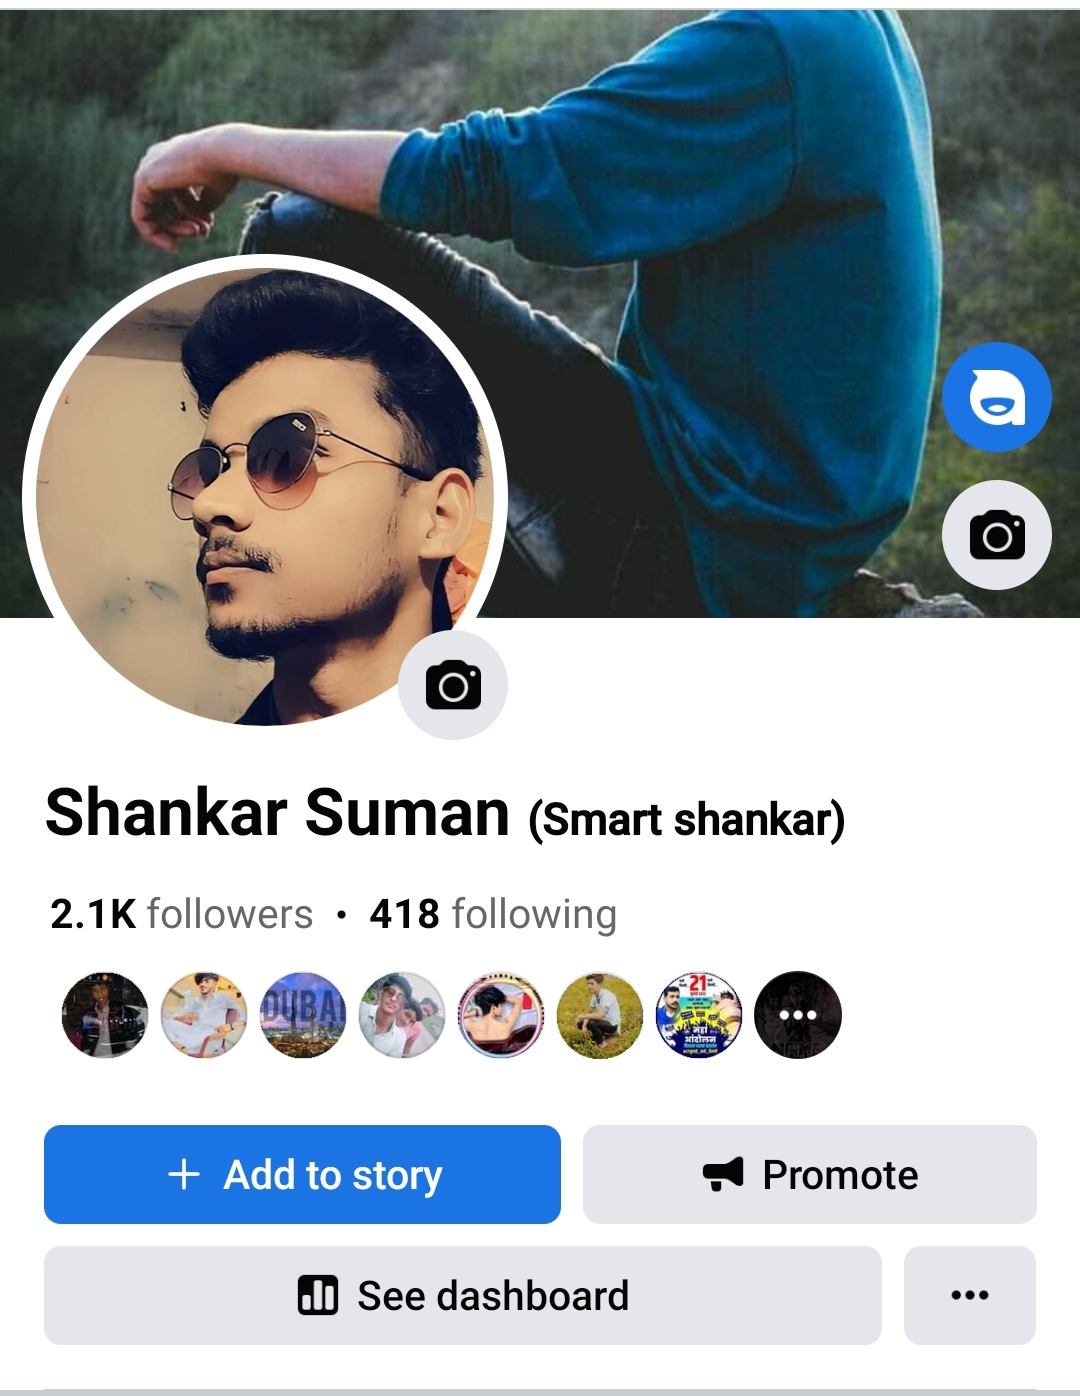 Shankar Suman (Smart shankar)
2.1K followers • 418 following
DUBAI
21
महा
आंदोलन
Add to story
Promote
See dashboard